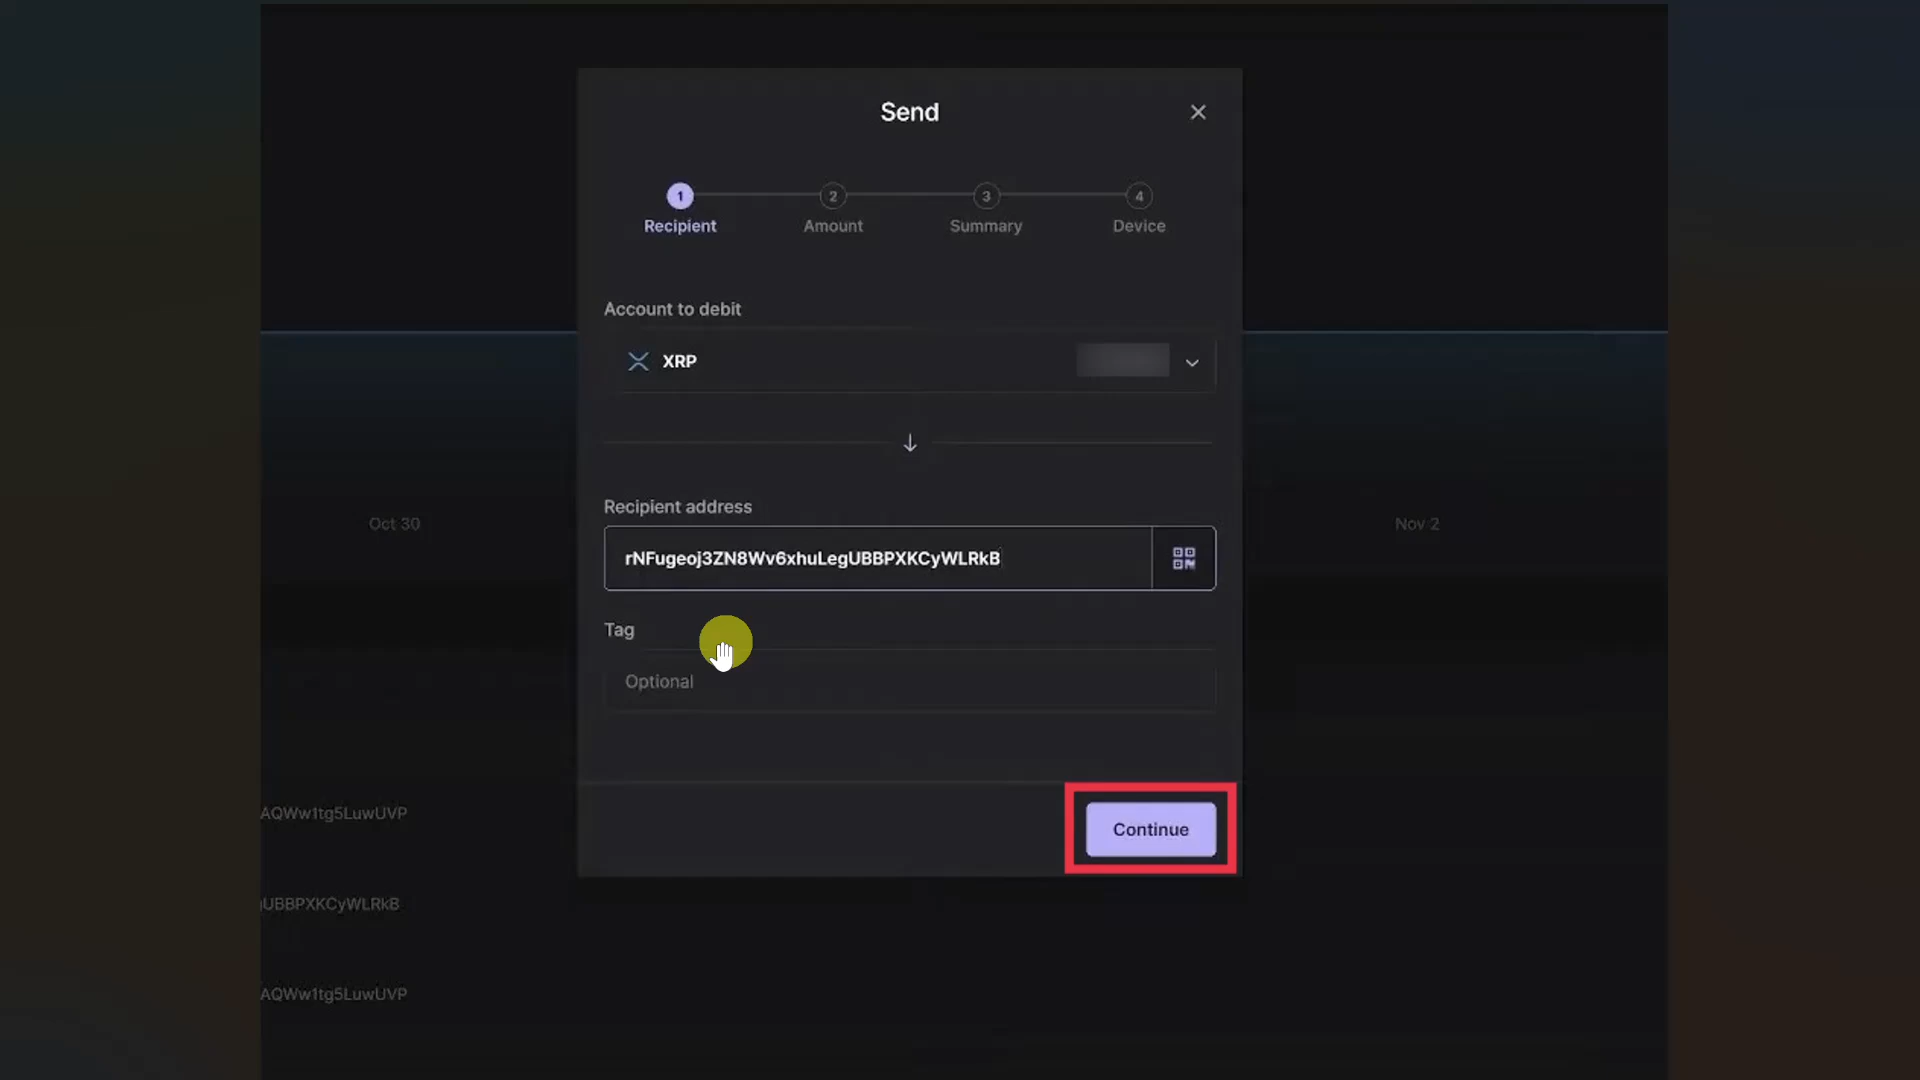 Send
1 2 3 4
Recipient Amount Summary Device
Account to debit
XRP
Recipient address
Oct 30
Nov 2
rNFugeoj3ZN8Wv6xhuLegUBBPXKCyWLRkB
Tag
Optional
AQWw1tg5LuwUVP
Continue
UBBPXKCyWLRkB
AQWw1tg5LuwUVP